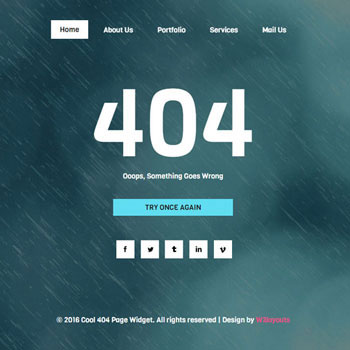 Home About Us Portfolio Services Mail Us
404
Ooops, Something Goes Wrong
TRY ONCE AGAIN
© 2016 Cool 404 Page Widget. All rights reserved | Design by W3layouts